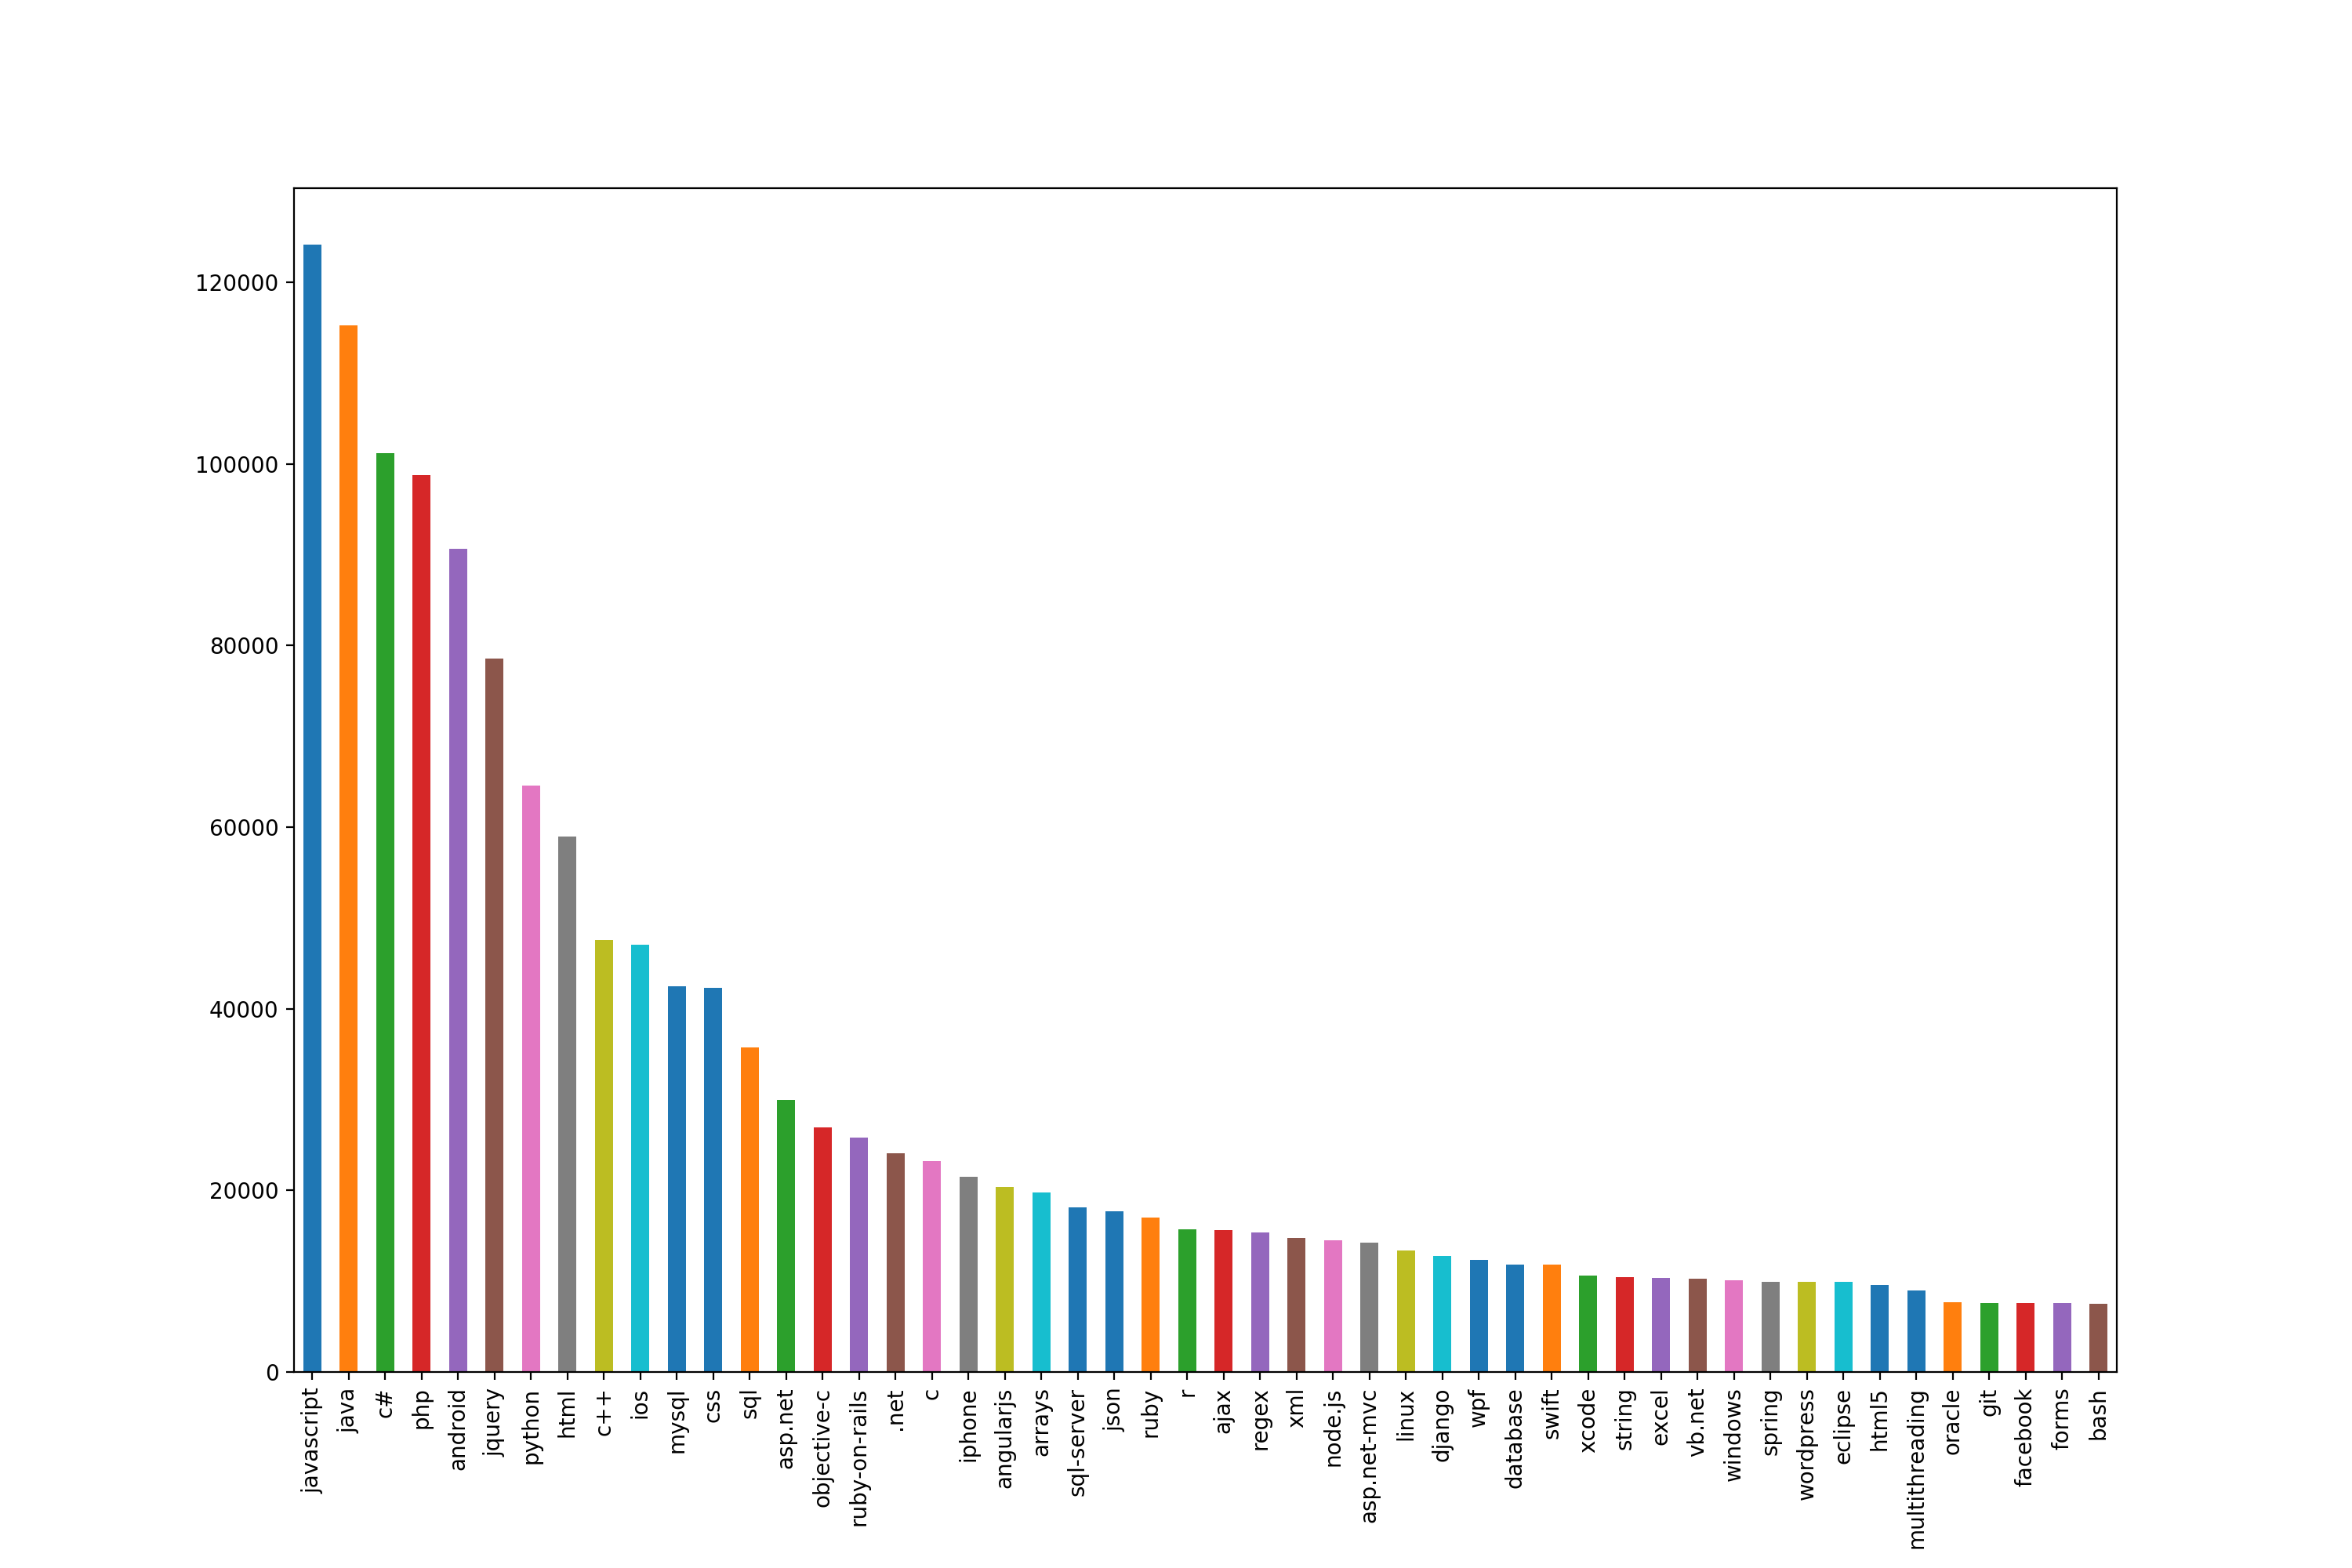 120000
100000
80000
60000
40000
20000
0
javascript
java
c#
php
android
jquery
python
html
c++
ios
mysql
css
sql
asp.net
objective-c
ruby-on-rails
.net
c
iphone
angularjs
arrays
sql-server
json
ruby
r
ajax
regex
xml
node.js
asp.net-mvc
linux
django
wpf
database
swift
xcode
string
excel
vb.net
windows
spring
wordpress
eclipse
html5
multithreading
oracle
git
facebook
forms
bash